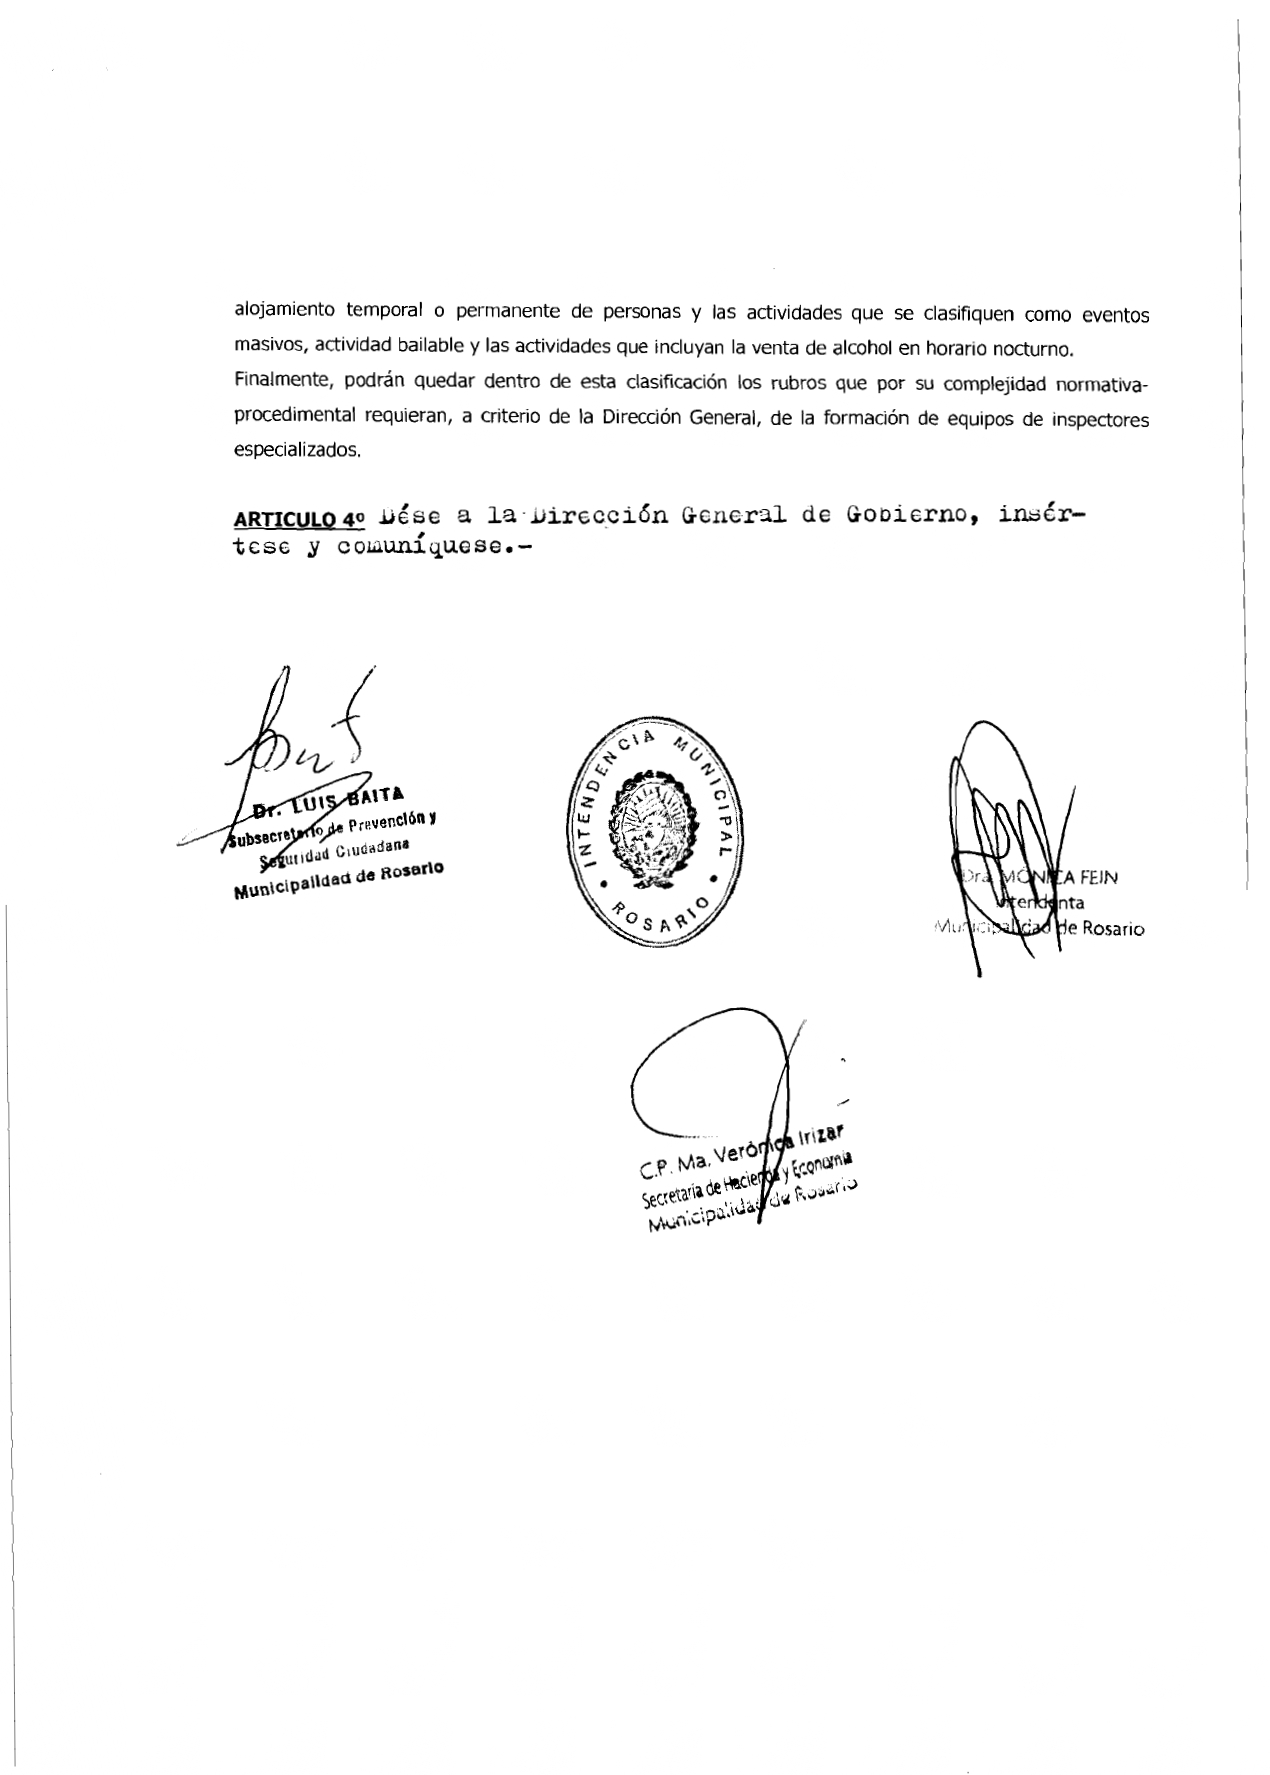 alojamiento temporal o permanente de personas y las actividades que se clasifiquen como eventos
masivos, actividad bailable y las actividades que incluyan la venta de alcohol en horario nocturno.
Finalmente, podrán quedar dentro de esta clasificación los rubros que por su complejidad normativa-
procedimental requieran, a criterio de la Dirección General, de la formación de equipos de inspectores
especializados.
ARTICULO 4º Dése a la Dirección General de Gobierno, insér-
tese y comuníquese.-
Dr. LUIS BAITA
Subsecretario de Prevención y
Seguridad Ciudadana
Municipalidad de Rosario
INTENDENCIA MUNICIPAL
• ROSARIO •
Dra. MÓNICA FEIN
Intendenta
Municipalidad de Rosario
C.P. Ma. Verónica Irizar
Secretaría de Hacienda y Economía
Municipalidad de Rosario